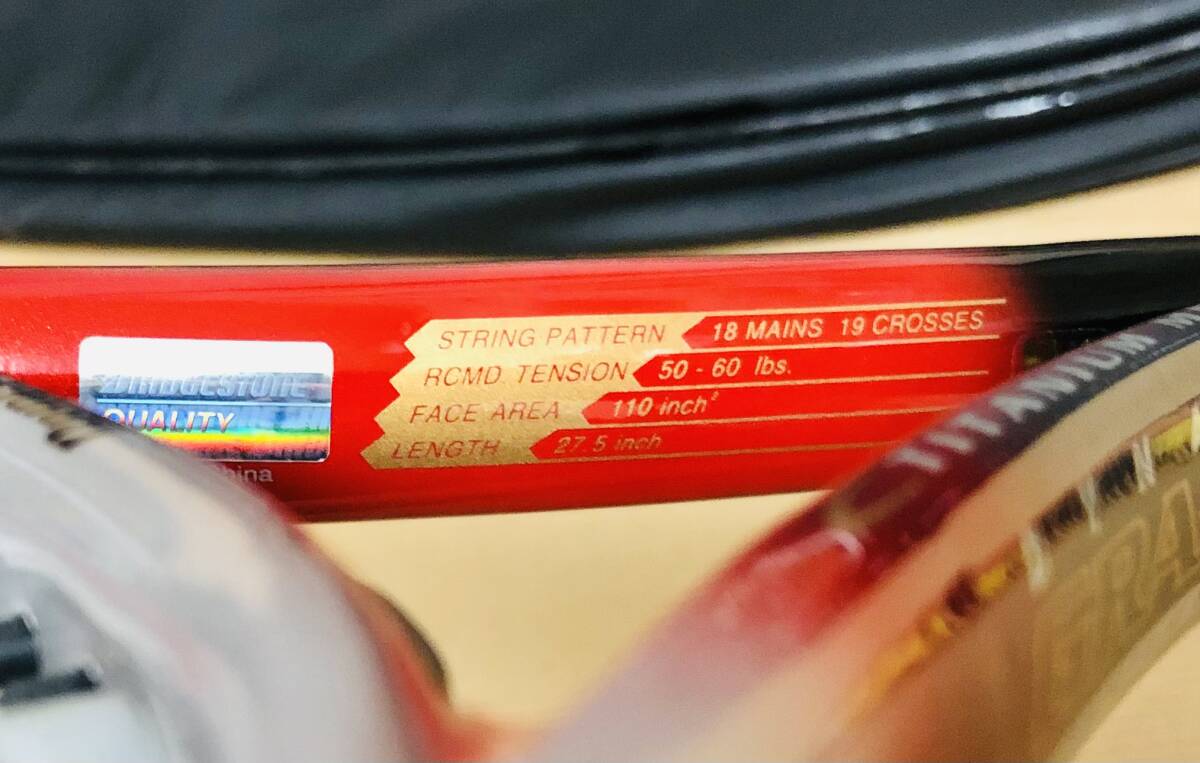 STRING PATTERN 18 MAINS 19 CROSSES
RCMD. TENSION 50 - 60 lbs.
FACE AREA 110 inch²
LENGTH 27.5 inch
BRIDGESTONE
QUALITY
TITANIUM